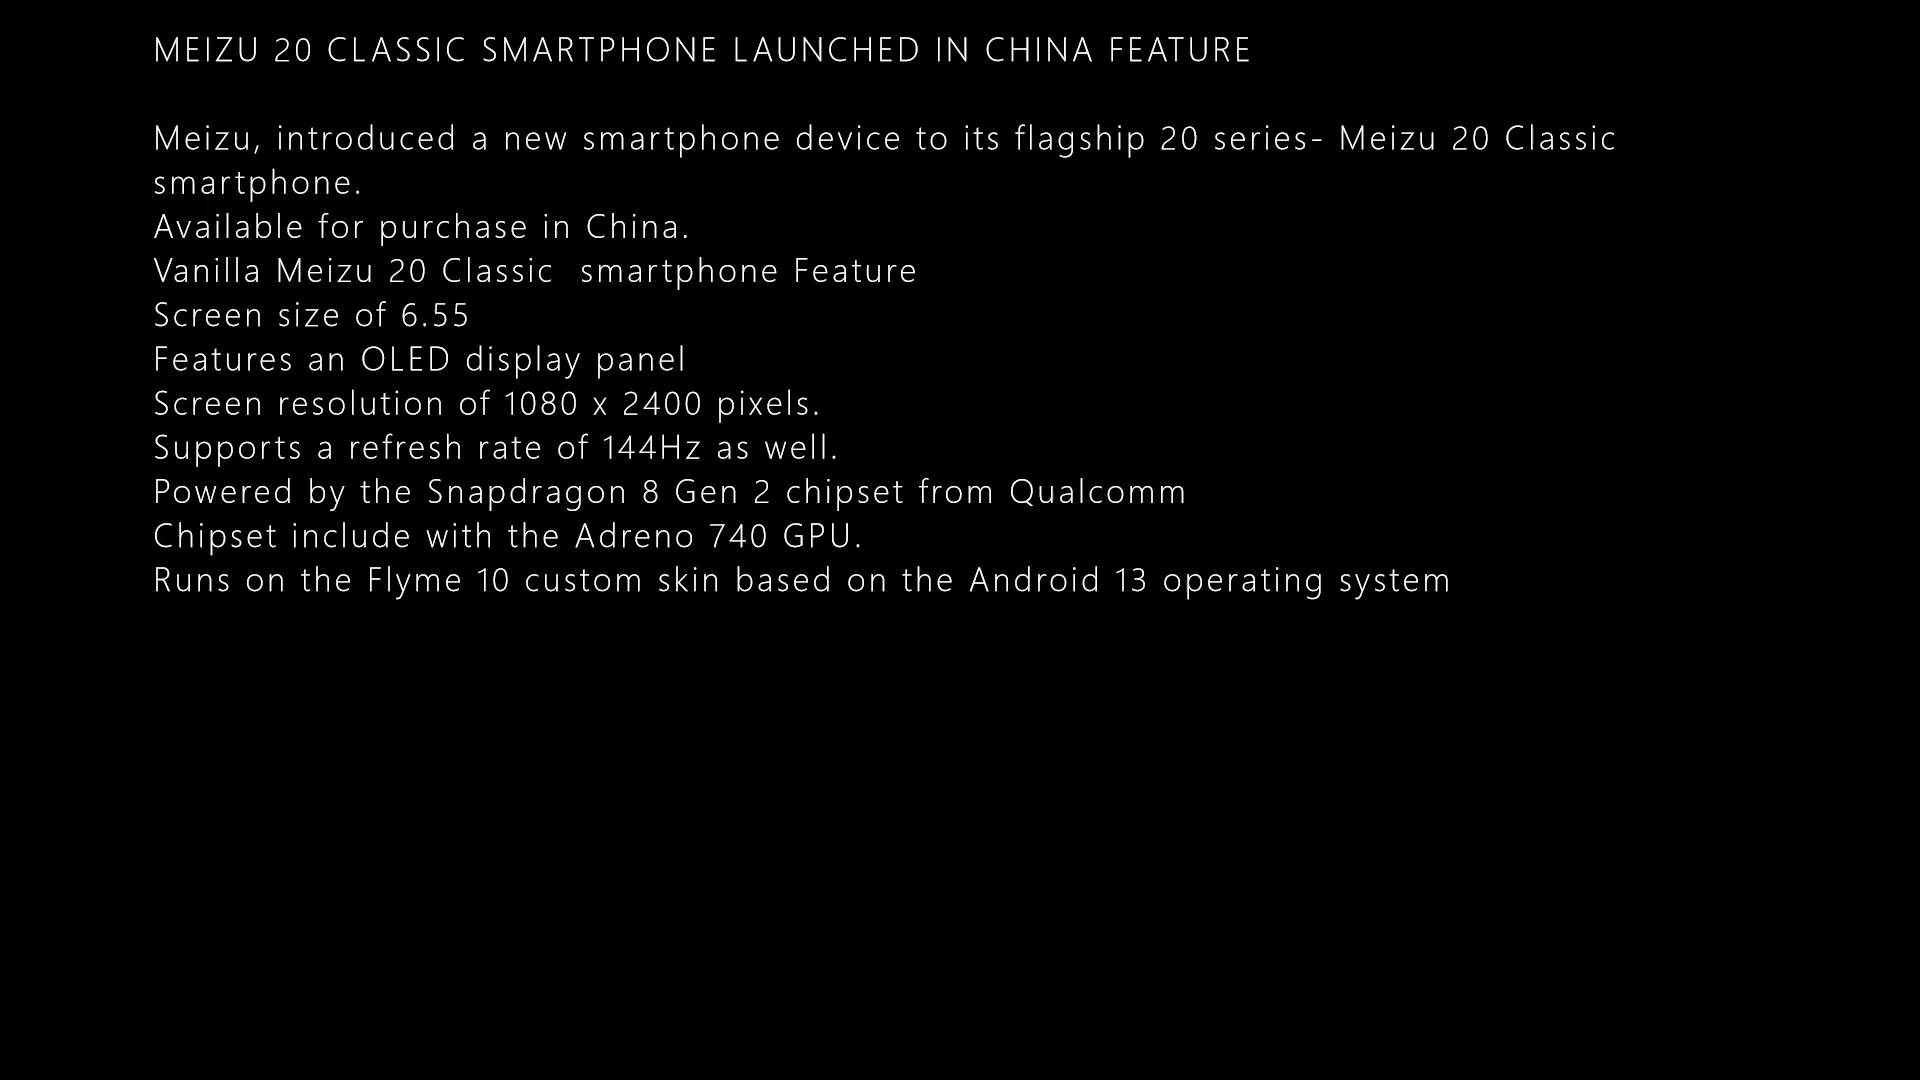 MEIZU 20 CLASSIC SMARTPHONE LAUNCHED IN CHINA FEATURE
Meizu, introduced a new smartphone device to its flagship 20 series- Meizu 20 Classic
smartphone.
Available for purchase in China.
Vanilla Meizu 20 Classic  smartphone Feature
Screen size of 6.55
Features an OLED display panel
Screen resolution of 1080 x 2400 pixels.
Supports a refresh rate of 144Hz as well.
Powered by the Snapdragon 8 Gen 2 chipset from Qualcomm
Chipset include with the Adreno 740 GPU.
Runs on the Flyme 10 custom skin based on the Android 13 operating system